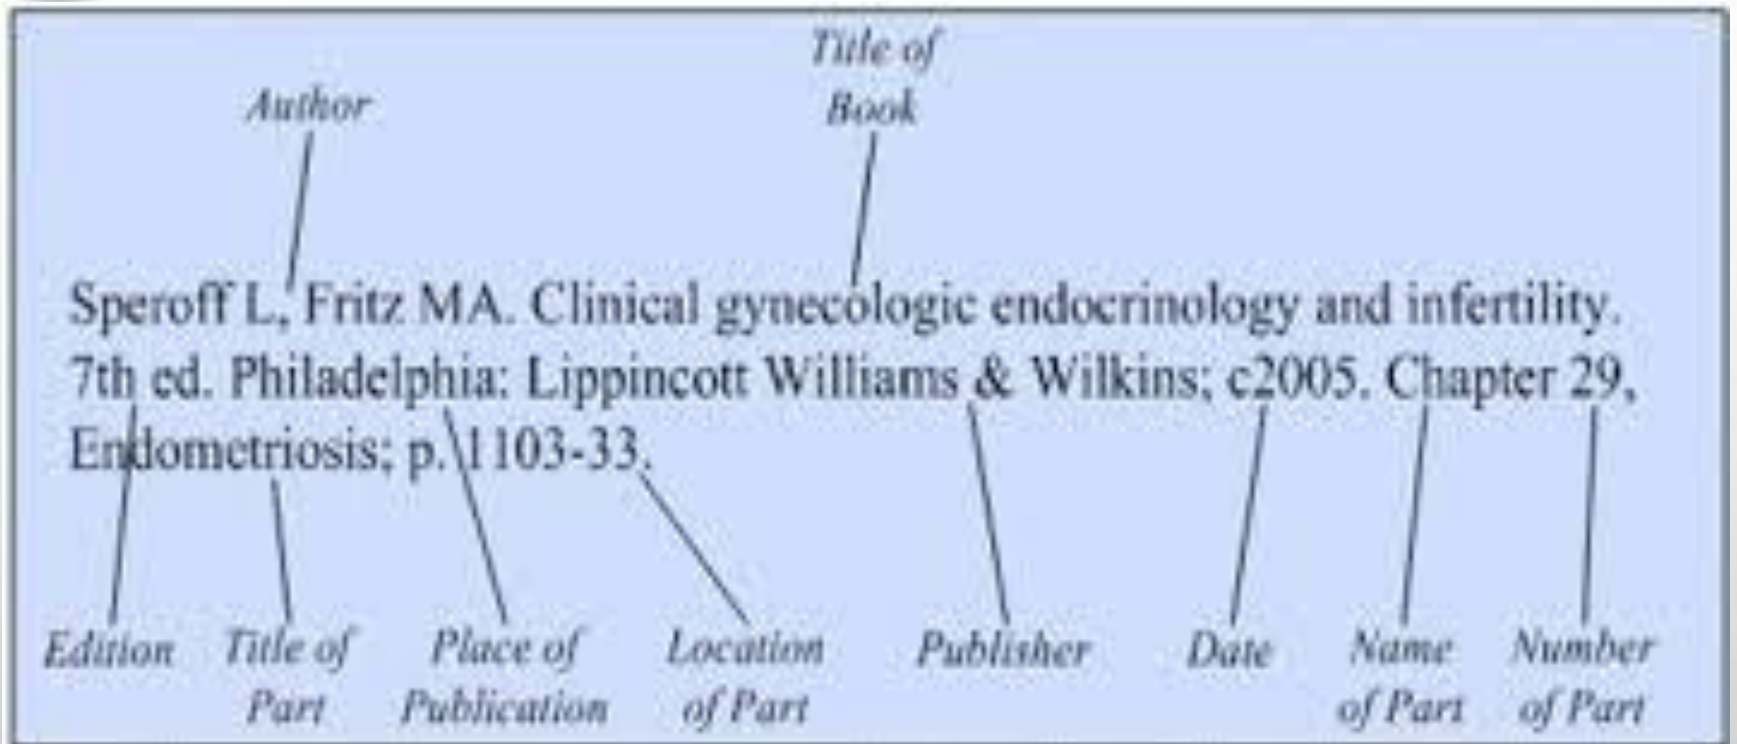 Title of
Author Book
Speroff L, Fritz MA. Clinical gynecologic endocrinology and infertility.
7th ed. Philadelphia: Lippincott Williams & Wilkins; c2005. Chapter 29,
Endometriosis; p. 1103-33.
Edition Title of Place of Location Publisher Date Name Number
Part Publication of Part of Part of Part